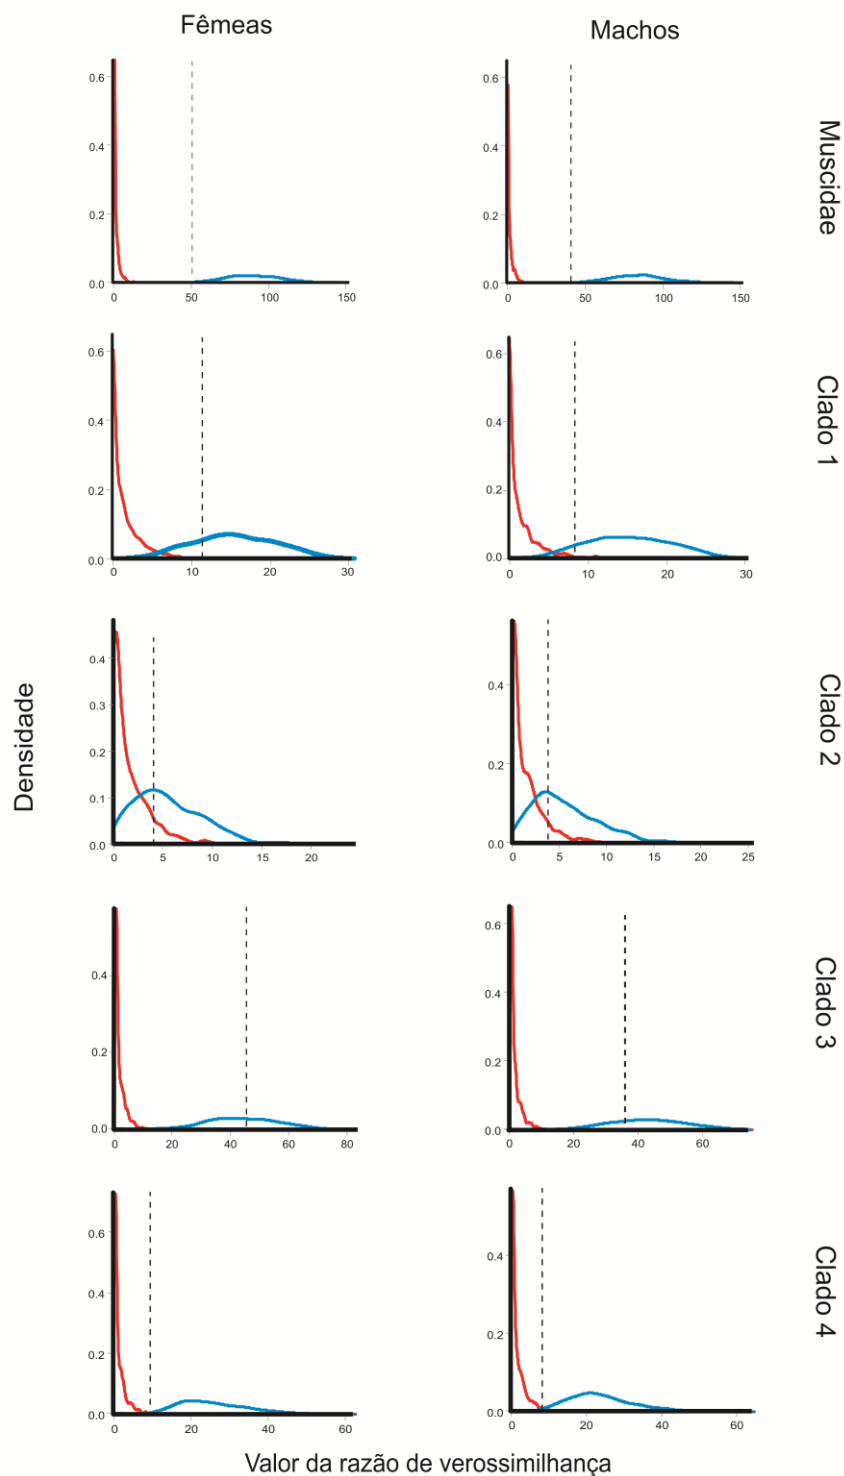 Fêmeas Machos
0.6 0.6
0.4 0.4
0.2 0.2
0.0 0.0
0 50 100 150 0 50 100 150
Muscidae
0.6 0.6
0.4 0.4
0.2 0.2
0.0 0.0
0 10 20 30 0 10 20 30
Clado 1
0.4 0.4
0.3
0.2 0.2
0.1
0.0 0.0
0 5 10 15 20 0 5 10 15 20 25
Clado 2
Densidade
0.6
0.4 0.4
0.2 0.2
0.0 0.0
0 20 40 60 80 0 20 40 60
Clado 3
0.6
0.4 0.4
0.2 0.2
0.0 0.0
0 20 40 60 0 20 40 60
Clado 4
Valor da razão de verossimilhança